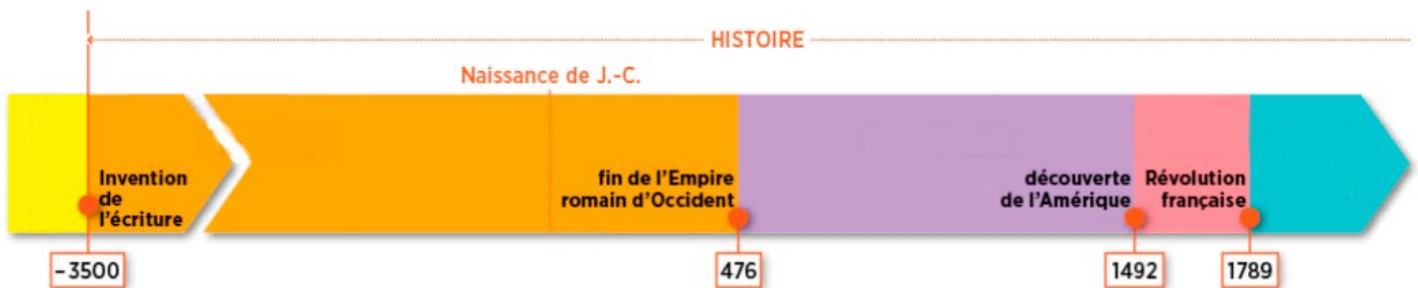 HISTOIRE
Naissance de J.-C.
Invention
de
l'écriture
fin de l'Empire
romain d'Occident
découverte
de l'Amérique
Révolution
française
-3500
476
1492
1789